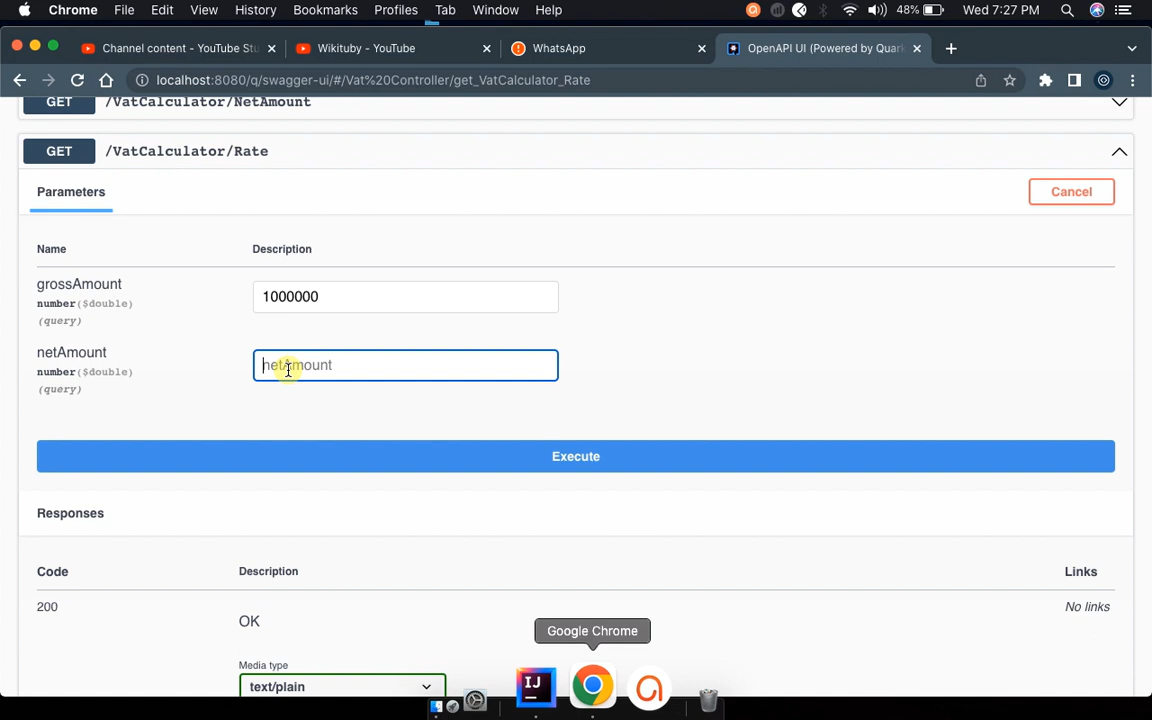 Chrome File Edit View History Bookmarks Profiles Tab Window Help 48% Wed 7:27 PM
Channel content - YouTube Stu Wikituby - YouTube WhatsApp OpenAPI UI (Powered by Quark
localhost:8080/q/swagger-ui/#/Vat%20Controller/get_VatCalculator_Rate
GET /VatCalculator/NetAmount
GET /VatCalculator/Rate
Parameters Cancel
Name Description
grossAmount
number($double)
(query)
1000000
netAmount
number($double)
(query)
netAmount
Execute
Responses
Code Description Links
200 OK No links
Google Chrome
Media type
text/plain
IJ